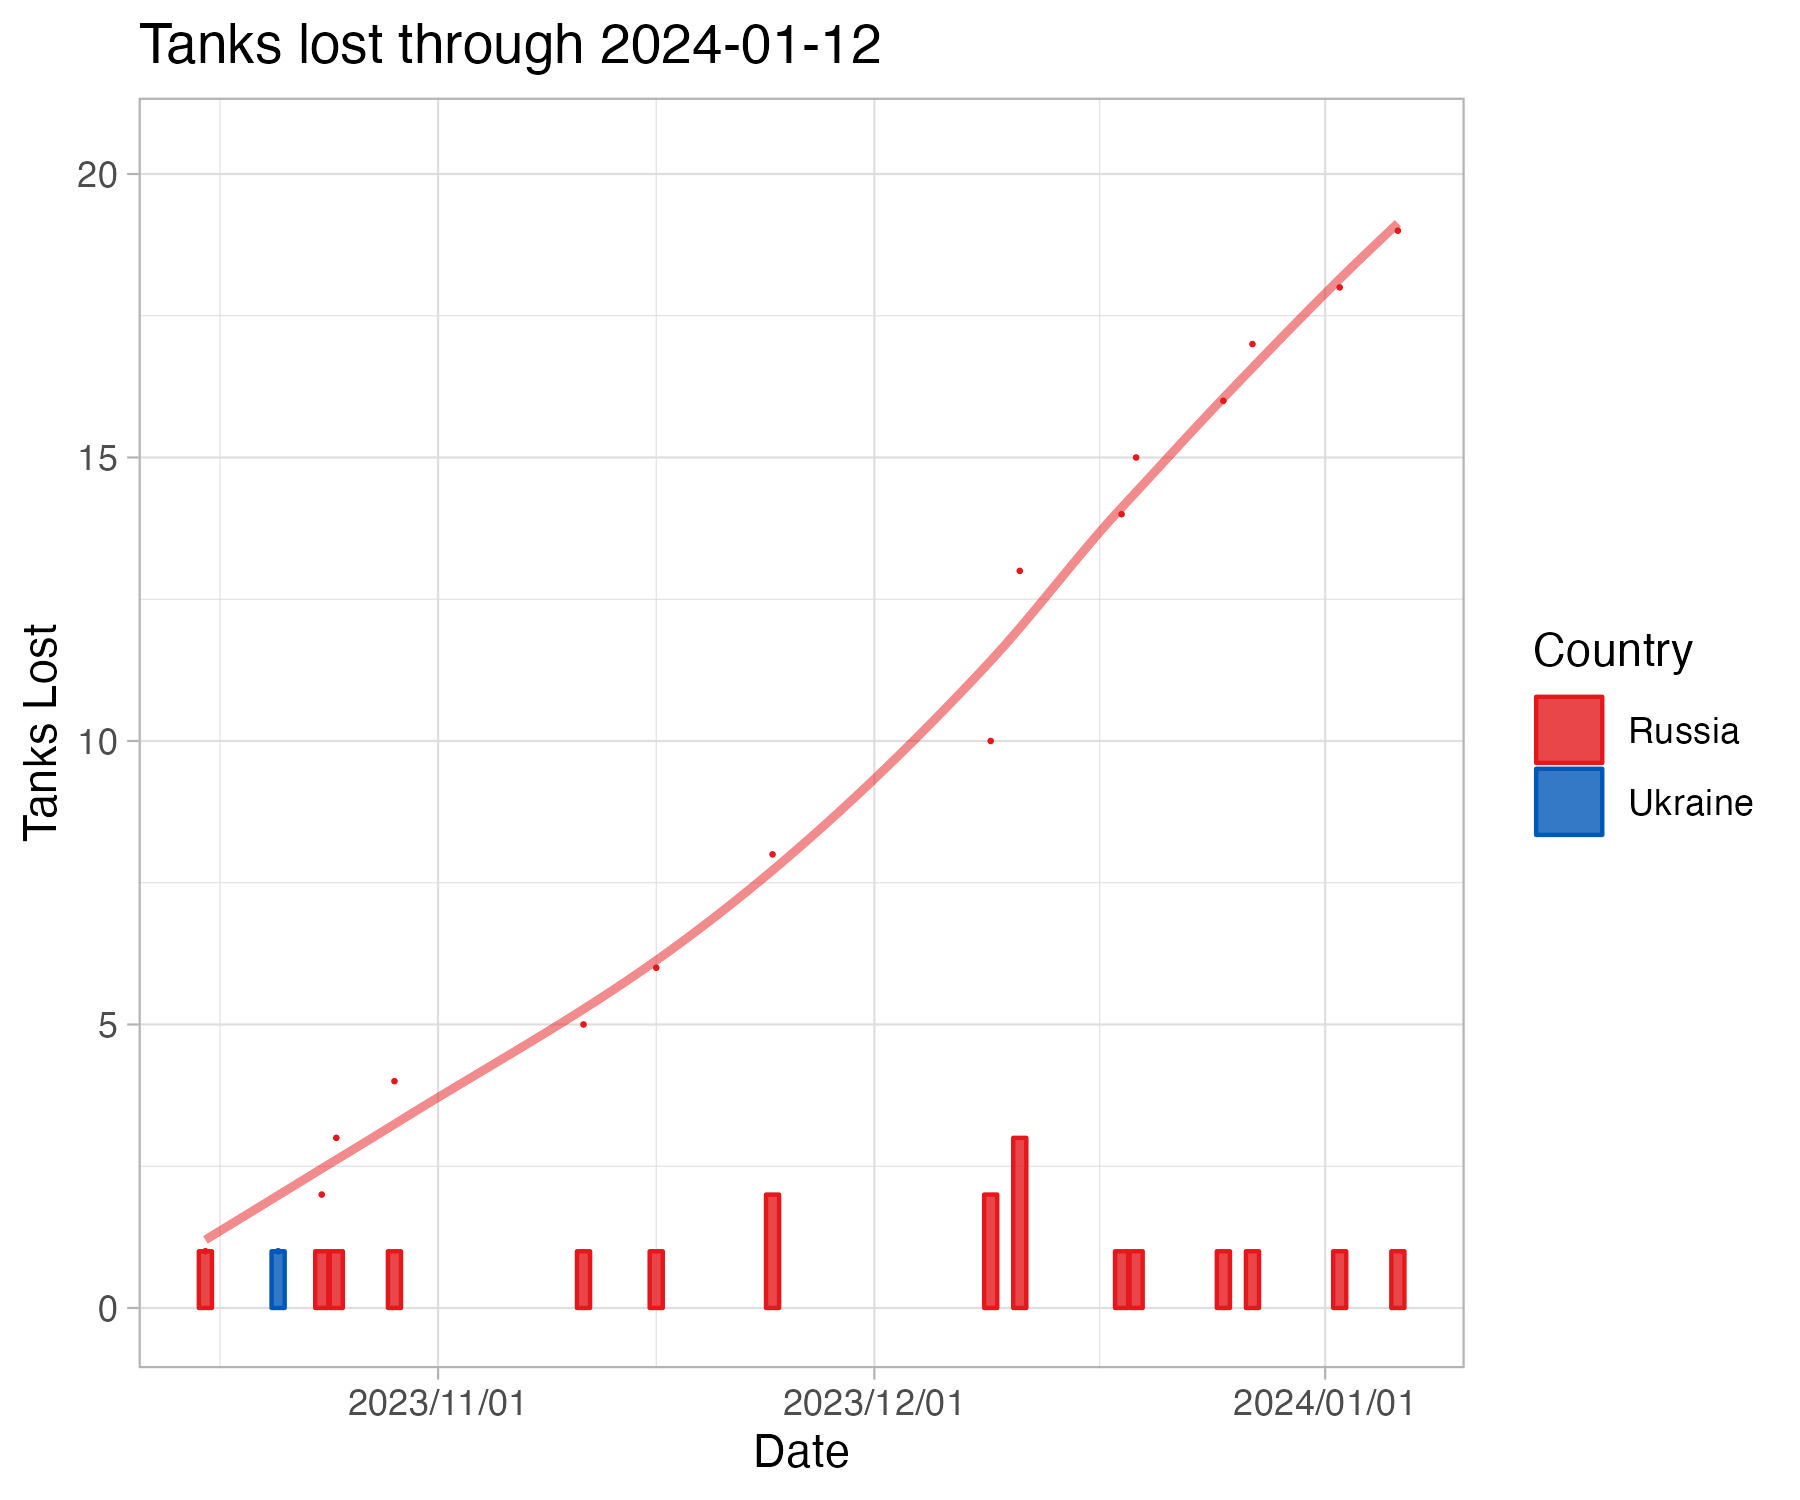 Tanks lost through 2024-01-12
Tanks Lost
20
15
10
5
0
2023/11/01
2023/12/01
2024/01/01
Date
Country
Russia
Ukraine